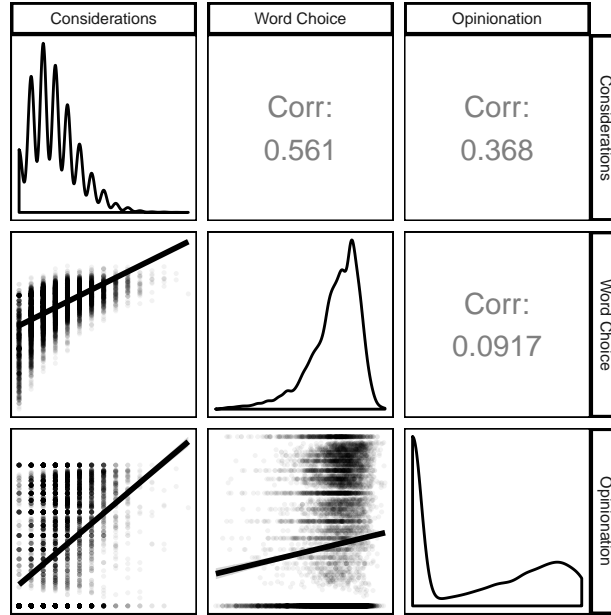 Considerations
Word Choice
Opinionation
Corr:
0.561
Corr:
0.368
Considerations
Corr:
0.0917
Word Choice
Opinionation